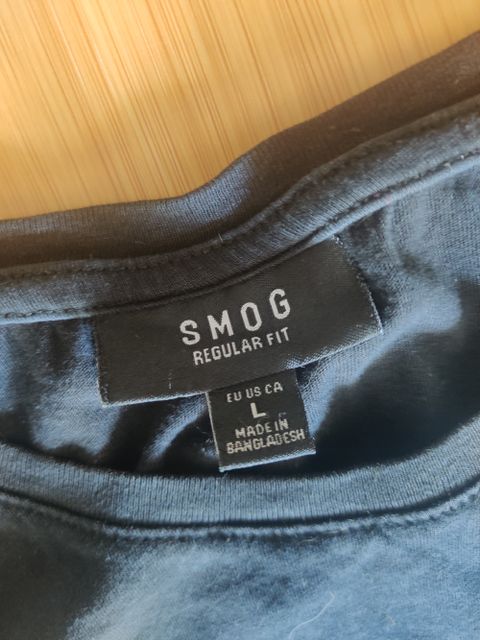 SMOG
REGULAR FIT
EU US CA
L
MADE IN
BANGLADESH